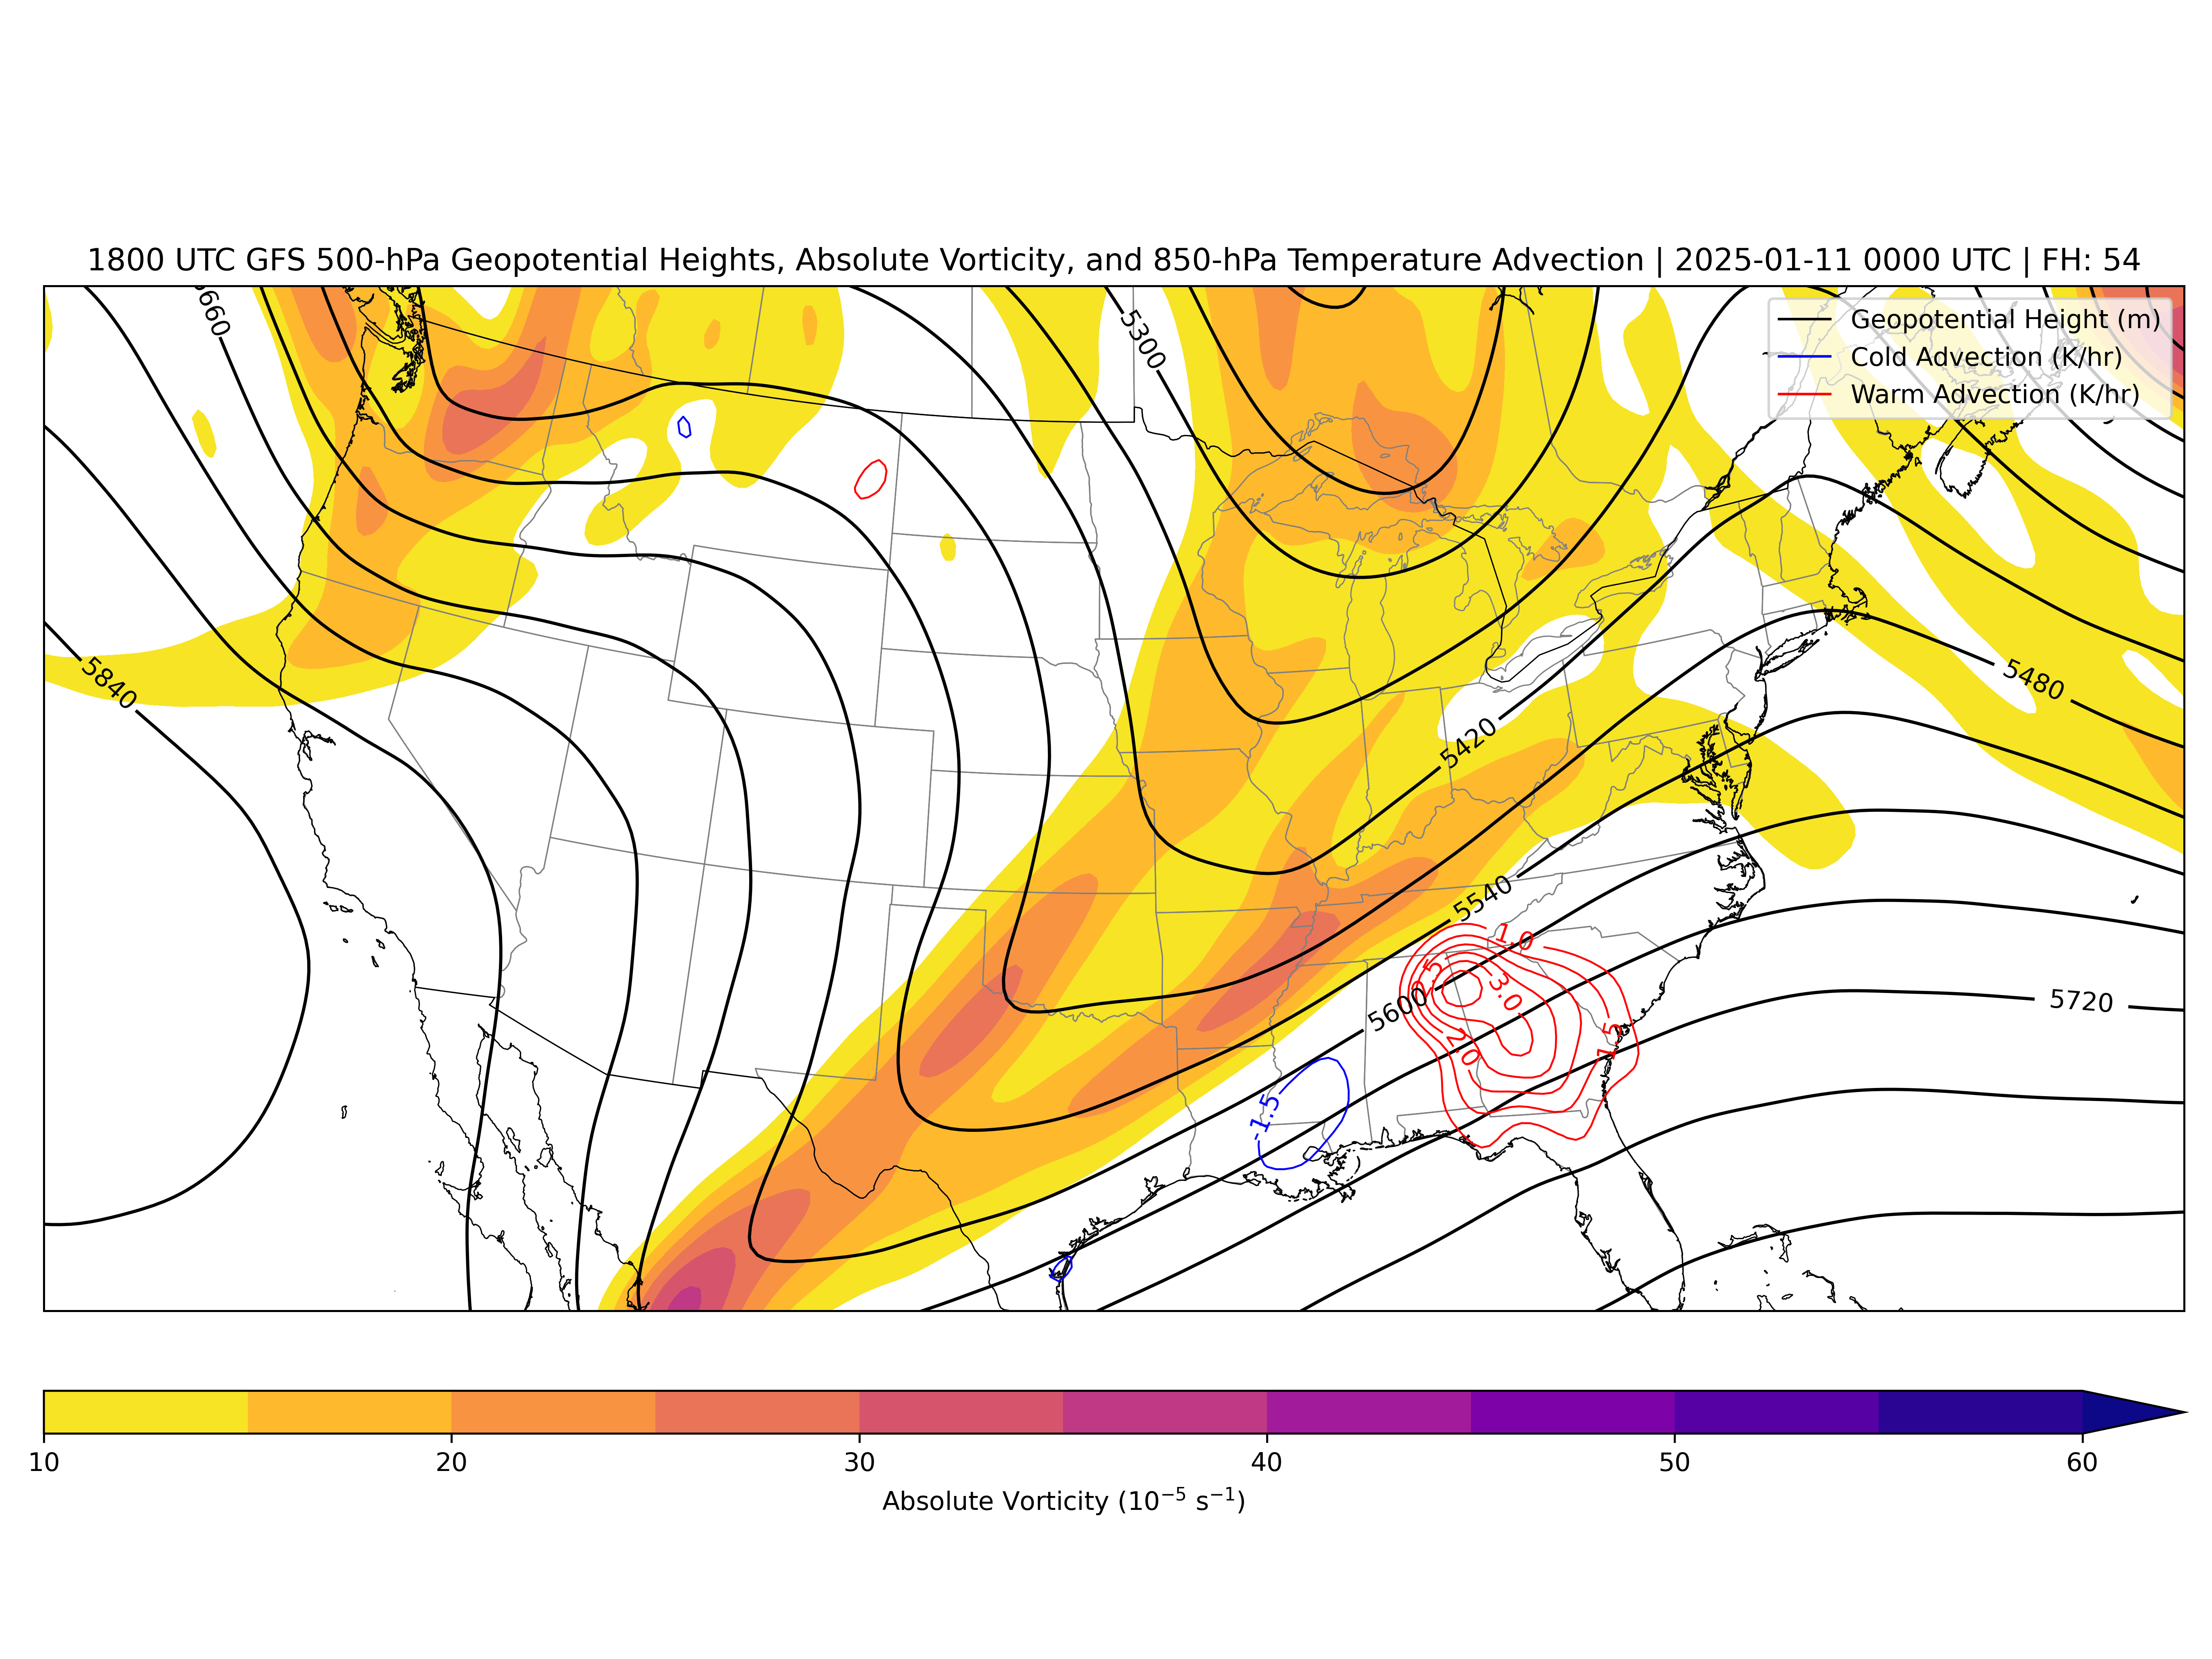 1800 UTC GFS 500-hPa Geopotential Heights, Absolute Vorticity, and 850-hPa Temperature Advection | 2025-01-11 0000 UTC | FH: 54
Geopotential Height (m)
Cold Advection (K/hr)
Warm Advection (K/hr)
5660
5300
5840
5480
5420
5540
1.0
2.5
3.0
5600
5720
1.5
2.0
-1.5
10 20 30 40 50 60
Absolute Vorticity (10⁻⁵ s⁻¹)